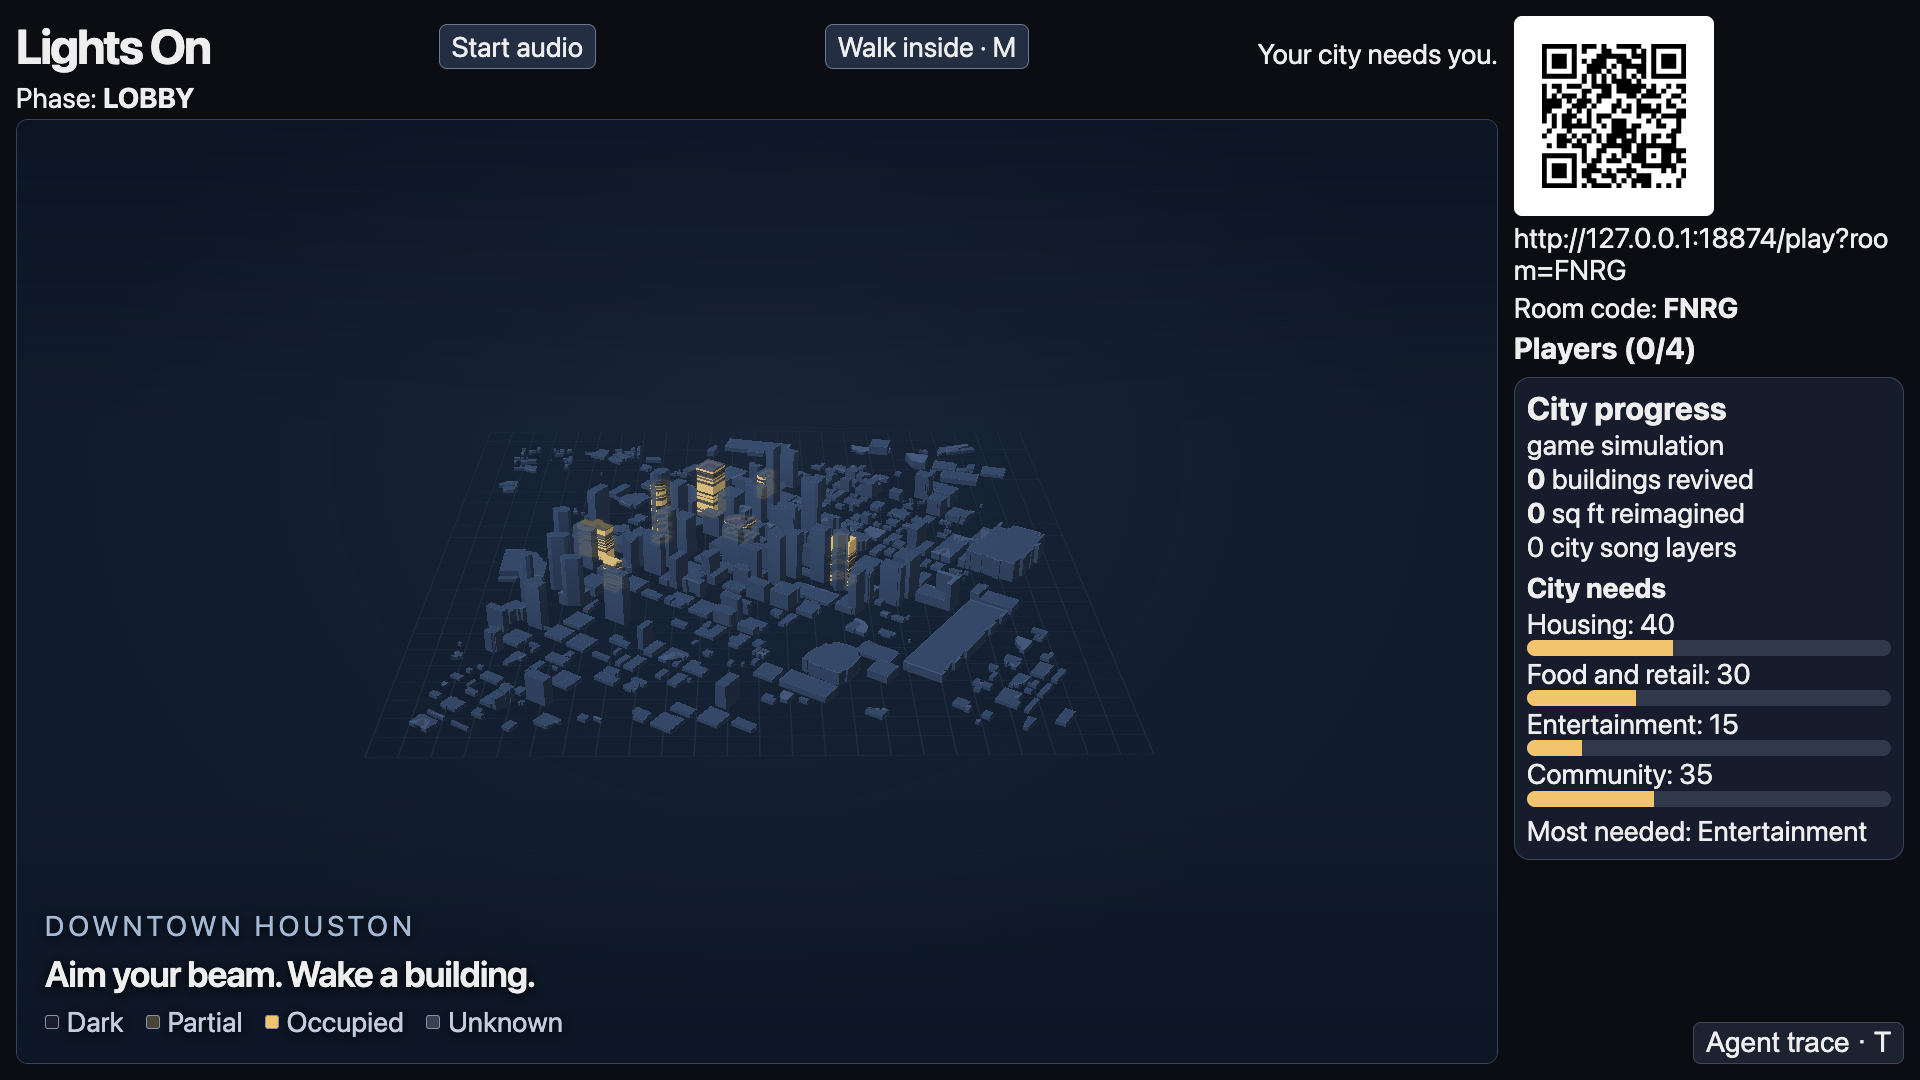 Lights On
Start audio
Walk inside · M
Your city needs you.
Phase: LOBBY
http://127.0.0.1:18874/play?roo
m=FNRG
Room code: FNRG
Players (0/4)
City progress
game simulation
0 buildings revived
0 sq ft reimagined
0 city song layers
City needs
Housing: 40
Food and retail: 30
Entertainment: 15
Community: 35
Most needed: Entertainment
DOWNTOWN HOUSTON
Aim your beam. Wake a building.
Dark
Partial
Occupied
Unknown
Agent trace · T